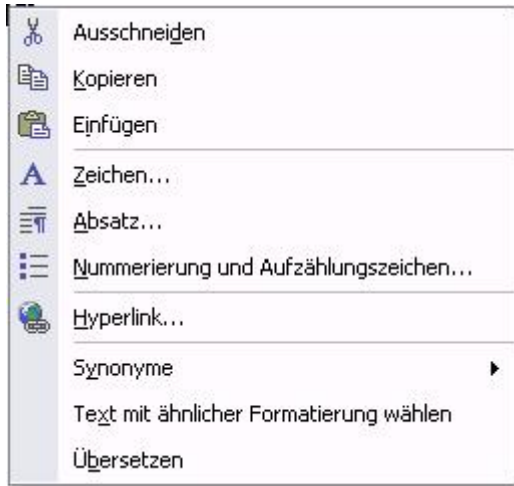 Ausschneiden
Kopieren
Einfügen
Zeichen...
Absatz...
Nummerierung und Aufzählungszeichen...
Hyperlink...
Synonyme
Text mit ähnlicher Formatierung wählen
Übersetzen